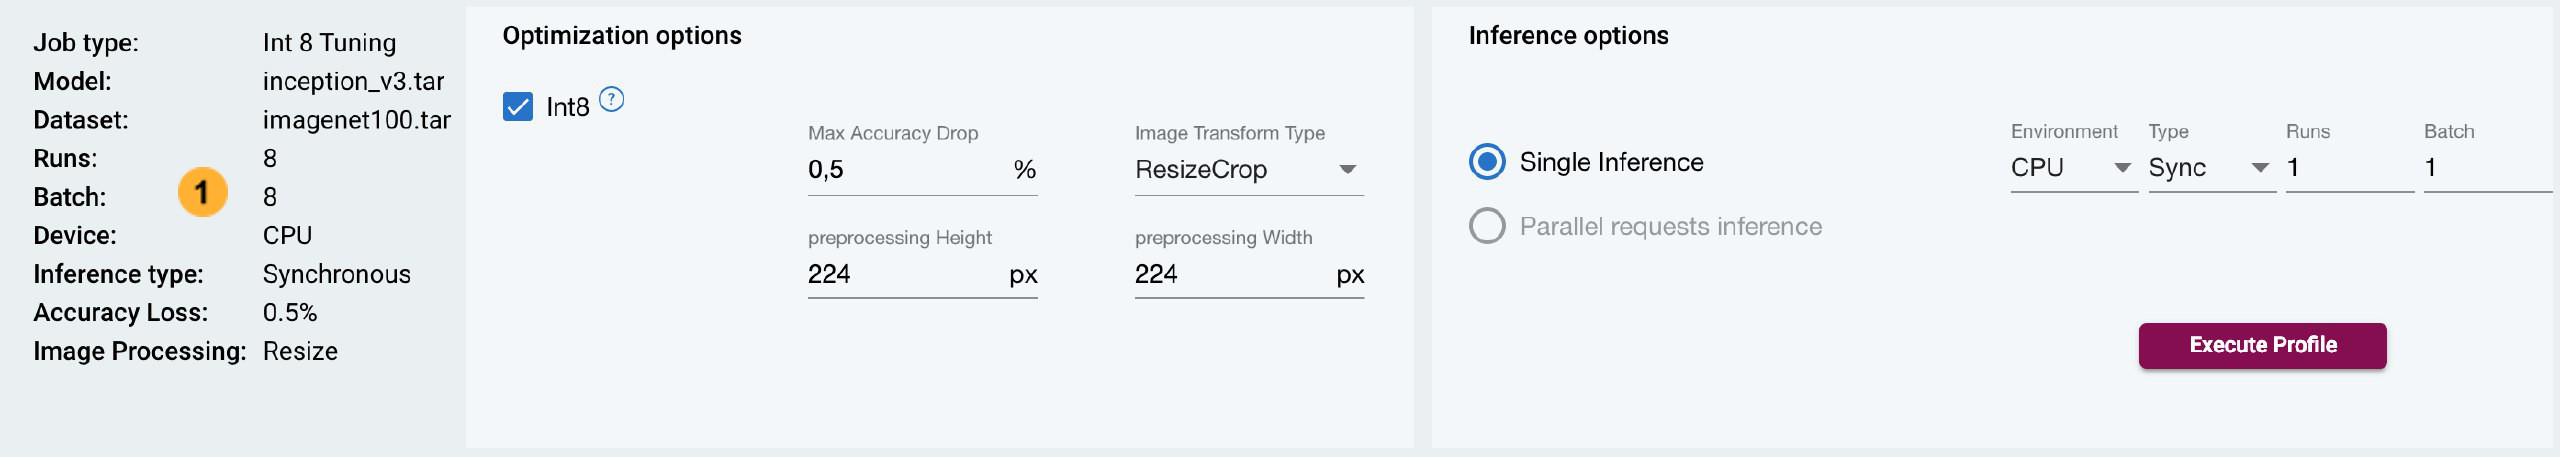 Job type: Int 8 Tuning
Model: inception_v3.tar
Dataset: imagenet100.tar
Runs: 8
Batch: 8
1
Device: CPU
Inference type: Synchronous
Accuracy Loss: 0.5%
Image Processing: Resize
Optimization options
Int8 ?
Max Accuracy Drop
0,5 %
Image Transform Type
ResizeCrop
preprocessing Height
224 px
preprocessing Width
224 px
Inference options
Single Inference
Parallel requests inference
Environment Type Runs Batch
CPU Sync 1 1
Execute Profile